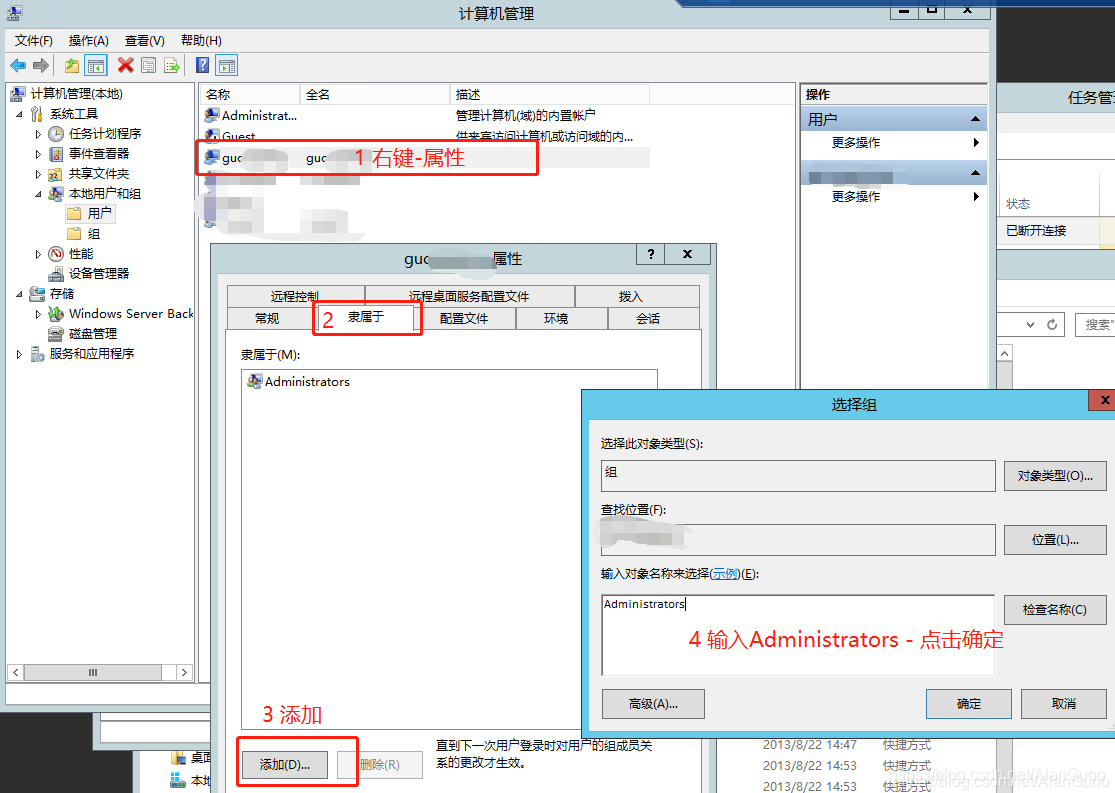 计算机管理
文件(F) 操作(A) 查看(V) 帮助(H)
计算机管理(本地)
系统工具
任务计划程序
事件查看器
共享文件夹
本地用户和组
用户
组
性能
设备管理器
存储
Windows Server Back
磁盘管理
服务和应用程序
名称 全名 描述
Administrat... 管理计算机(域)的内置帐户
Guest 供来宾访问计算机或访问域的内...
guo guo
1 右键-属性
操作
用户
更多操作
更多操作
任务管
状态
已断开连接
搜索"
guo 属性
远程控制 远程桌面服务配置文件 拨入
常规 隶属于 配置文件 环境 会话
2
隶属于(M):
Administrators
3 添加
添加(D)... 删除(R)
直到下一次用户登录时对用户的组成员关
系的更改才生效。
选择组
选择此对象类型(S):
组
对象类型(O)...
查找位置(F):
位置(L)...
输入对象名称来选择(示例)(E):
Administrators
检查名称(C)
4 输入Administrators - 点击确定
高级(A)...
确定 取消
桌面
本地
2013/8/22 14:47 快捷方式
2013/8/22 14:53 快捷方式
2013/8/22 14:53 快捷方式
https://blog.csdn.net/AlanGuoo